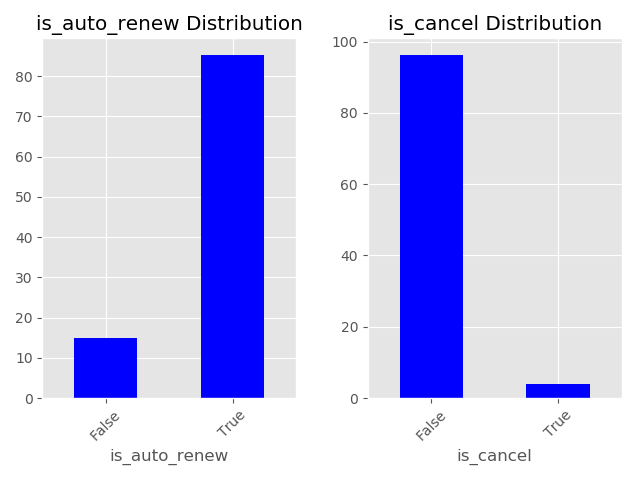 is_auto_renew Distribution
80
70
60
50
40
30
20
10
0
False
True
is_auto_renew
is_cancel Distribution
100
80
60
40
20
0
False
True
is_cancel